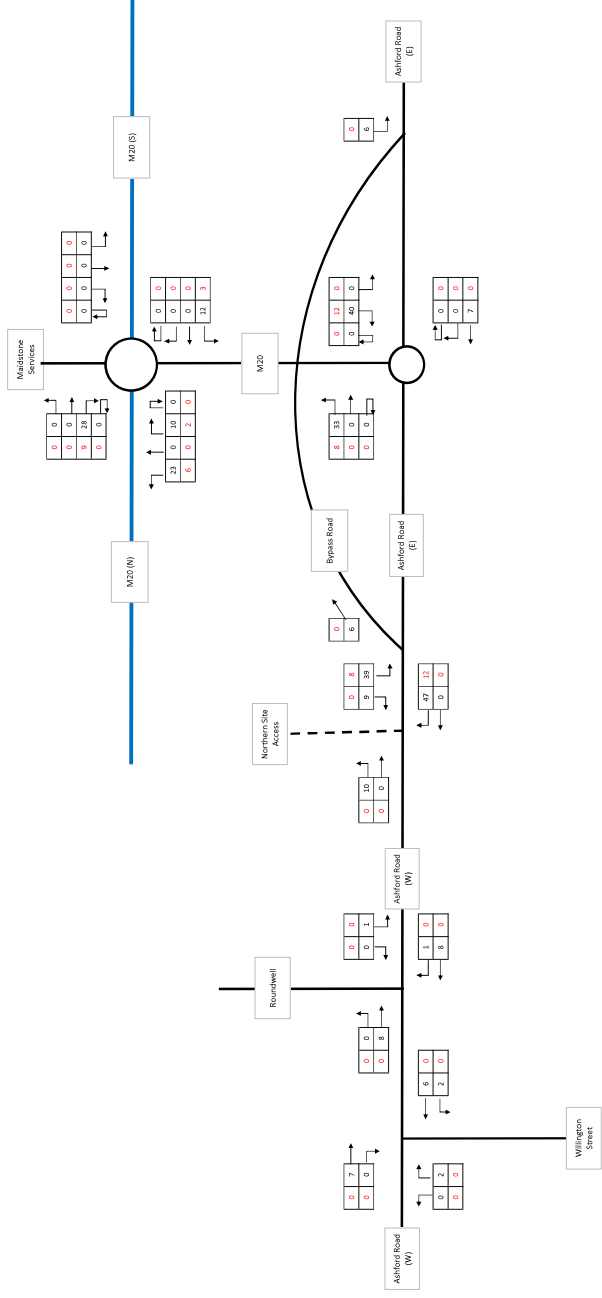 Maidstone
Services
0 0
0 0
9 28
0 0
0 0 0 0
0 0 0 0
M20 (N)
M20 (S)
23 0 10 0
6 0 2 0
0 0
0 0
0 0
12 3
M20
Roundwell
Northern Site
Access
Bypass Road
0
6
8 33
0 0
0 0
0 12 0
0 40 0
0
6
0 7
0 0
0 0
0 8
0 0
0 1
0 10
0 0
0 8
9 39
Ashford Road
(W)
Ashford Road
(W)
Ashford Road
(E)
Ashford Road
(E)
0 2
0 0
6 0
2 0
1 0
8 0
47 12
0 0
0 0
0 0
7 0
Willington
Street